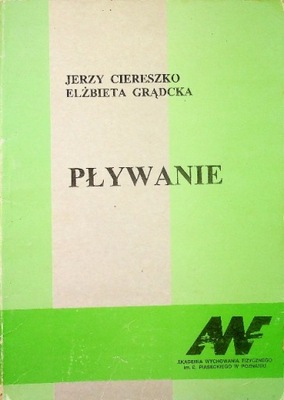 JERZY CIERESZKO
ELŻBIETA GRĄDCKA
PŁYWANIE
AWF
AKADEMIA WYCHOWANIA FIZYCZNEGO
im. E. PIASECKIEGO W POZNANIU